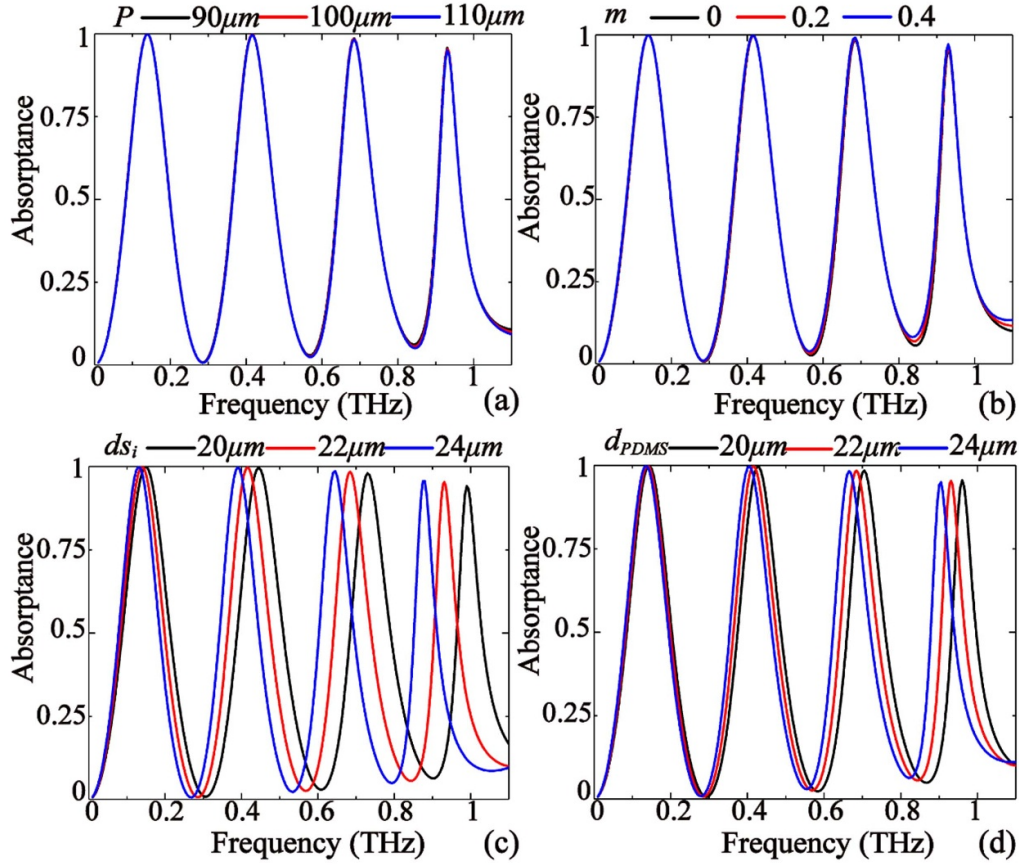 P 90μm 100μm 110μm
1
0.75
0.5
0.25
0
Absorptance
0 0.2 0.4 0.6 0.8 1
Frequency (THz)
(a)
m 0 0.2 0.4
1
0.75
0.5
0.25
0
Absorptance
0 0.2 0.4 0.6 0.8 1
Frequency (THz)
(b)
dsᵢ 20μm 22μm 24μm
1
0.75
0.5
0.25
0
Absorptance
0 0.2 0.4 0.6 0.8 1
Frequency (THz)
(c)
d_PDMS 20μm 22μm 24μm
1
0.75
0.5
0.25
0
Absorptance
0 0.2 0.4 0.6 0.8 1
Frequency (THz)
(d)